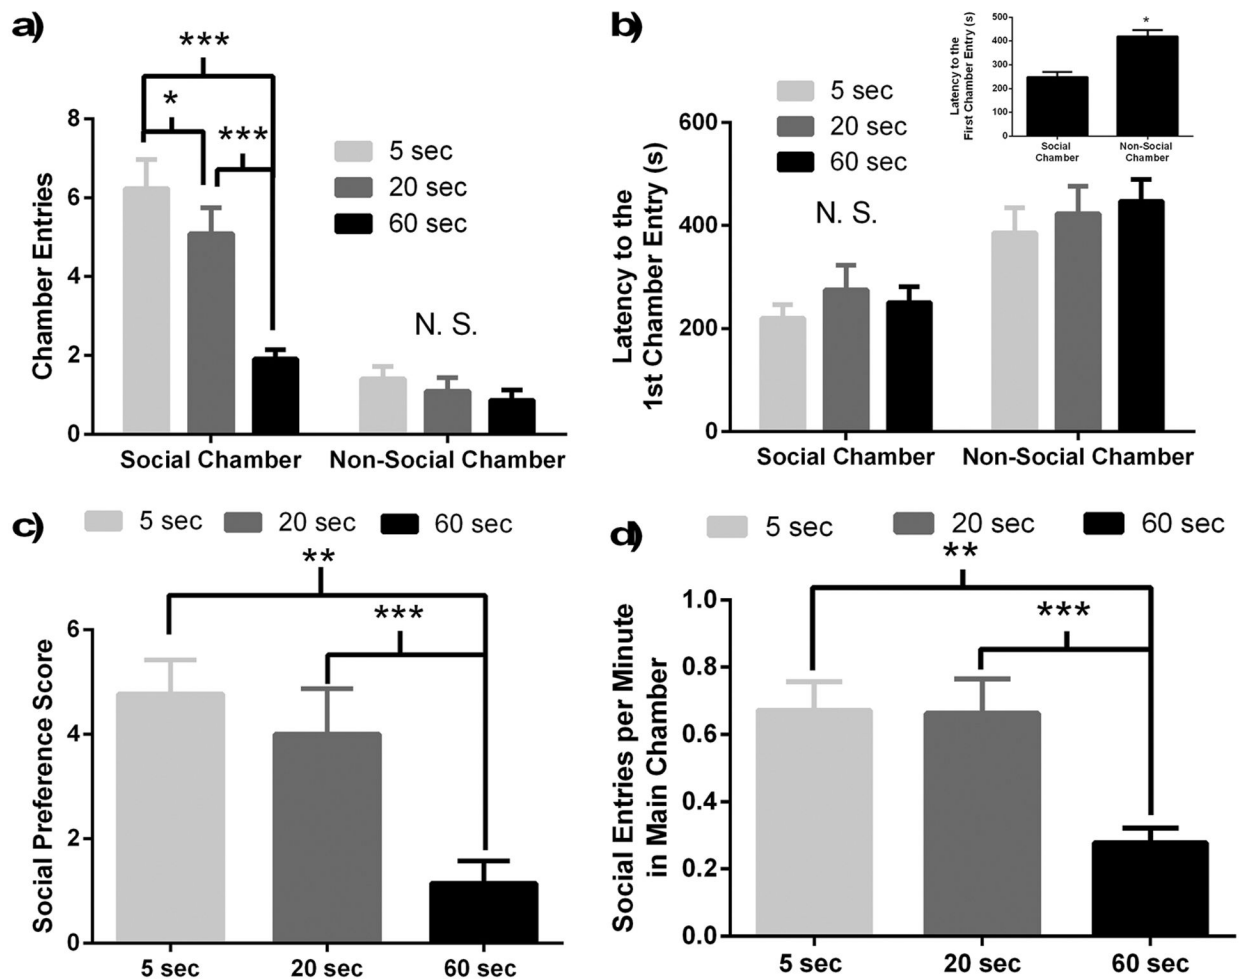 a)
***
*
***
8
6
4
2
0
Chamber Entries
5 sec
20 sec
60 sec
N. S.
Social Chamber
Non-Social Chamber
b)
5 sec
20 sec
60 sec
N. S.
600
400
200
0
Latency to the
1st Chamber Entry (s)
Social Chamber
Non-Social Chamber
500
400
300
200
100
0
Latency to the
First Chamber Entry (s)
*
Social
Chamber
Non-Social
Chamber
c)
5 sec
20 sec
60 sec
**
***
6
4
2
0
Social Preference Score
5 sec
20 sec
60 sec
d)
5 sec
20 sec
60 sec
**
***
1.0
0.8
0.6
0.4
0.2
0.0
Social Entries per Minute
in Main Chamber
5 sec
20 sec
60 sec